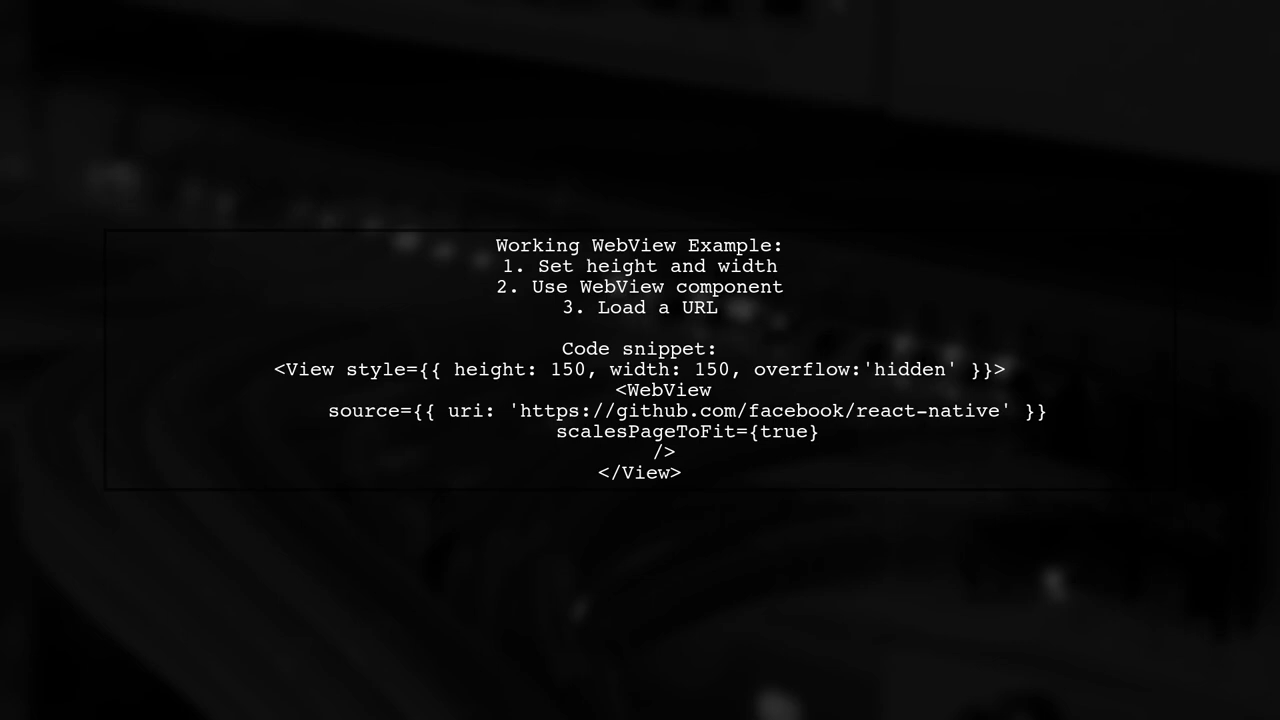 Working WebView Example:
1. Set height and width
2. Use WebView component
3. Load a URL
Code snippet:
<View style={{ height: 150, width: 150, overflow:'hidden' }}>
<WebView
source={{ uri: 'https://github.com/facebook/react-native' }}
scalesPageToFit={true}
/>
</View>